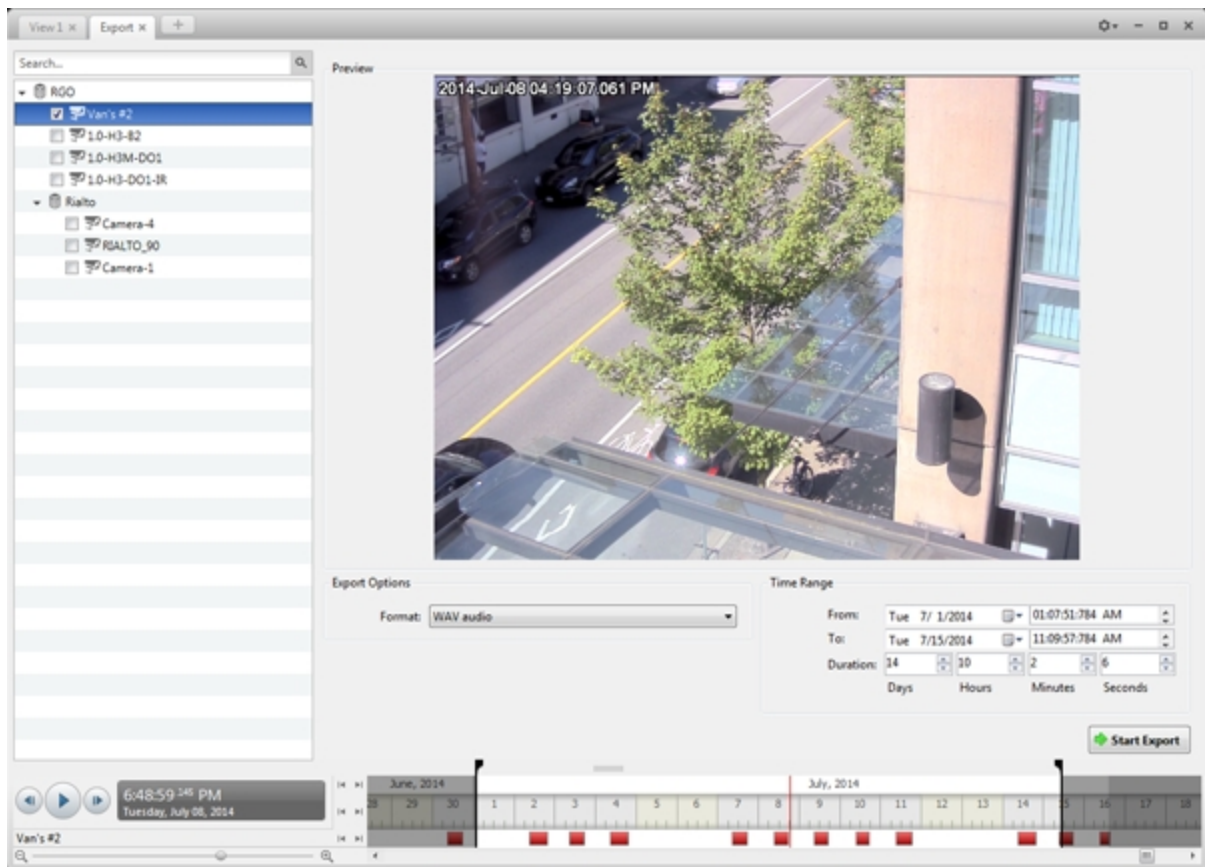 View 1
Export
Search...
Preview
RGO
Van's #2
1.0-H3-B2
1.0-H3M-DO1
1.0-H3-DO1-IR
Rialto
Camera-4
RIALTO_90
Camera-1
2014-Jul-08 04:19:07.061 PM
Export Options
Format: WAV audio
Time Range
From: Tue 7/ 1/2014 01:07:51:784 AM
To: Tue 7/15/2014 11:09:57:784 AM
Duration: 14 10 2 6
Days Hours Minutes Seconds
Start Export
June, 2014 July, 2014
28 29 30 1 2 3 4 5 6 7 8 9 10 11 12 13 14 15 16 17 18
6:48:59.245 PM
Tuesday, July 08, 2014
Van's #2